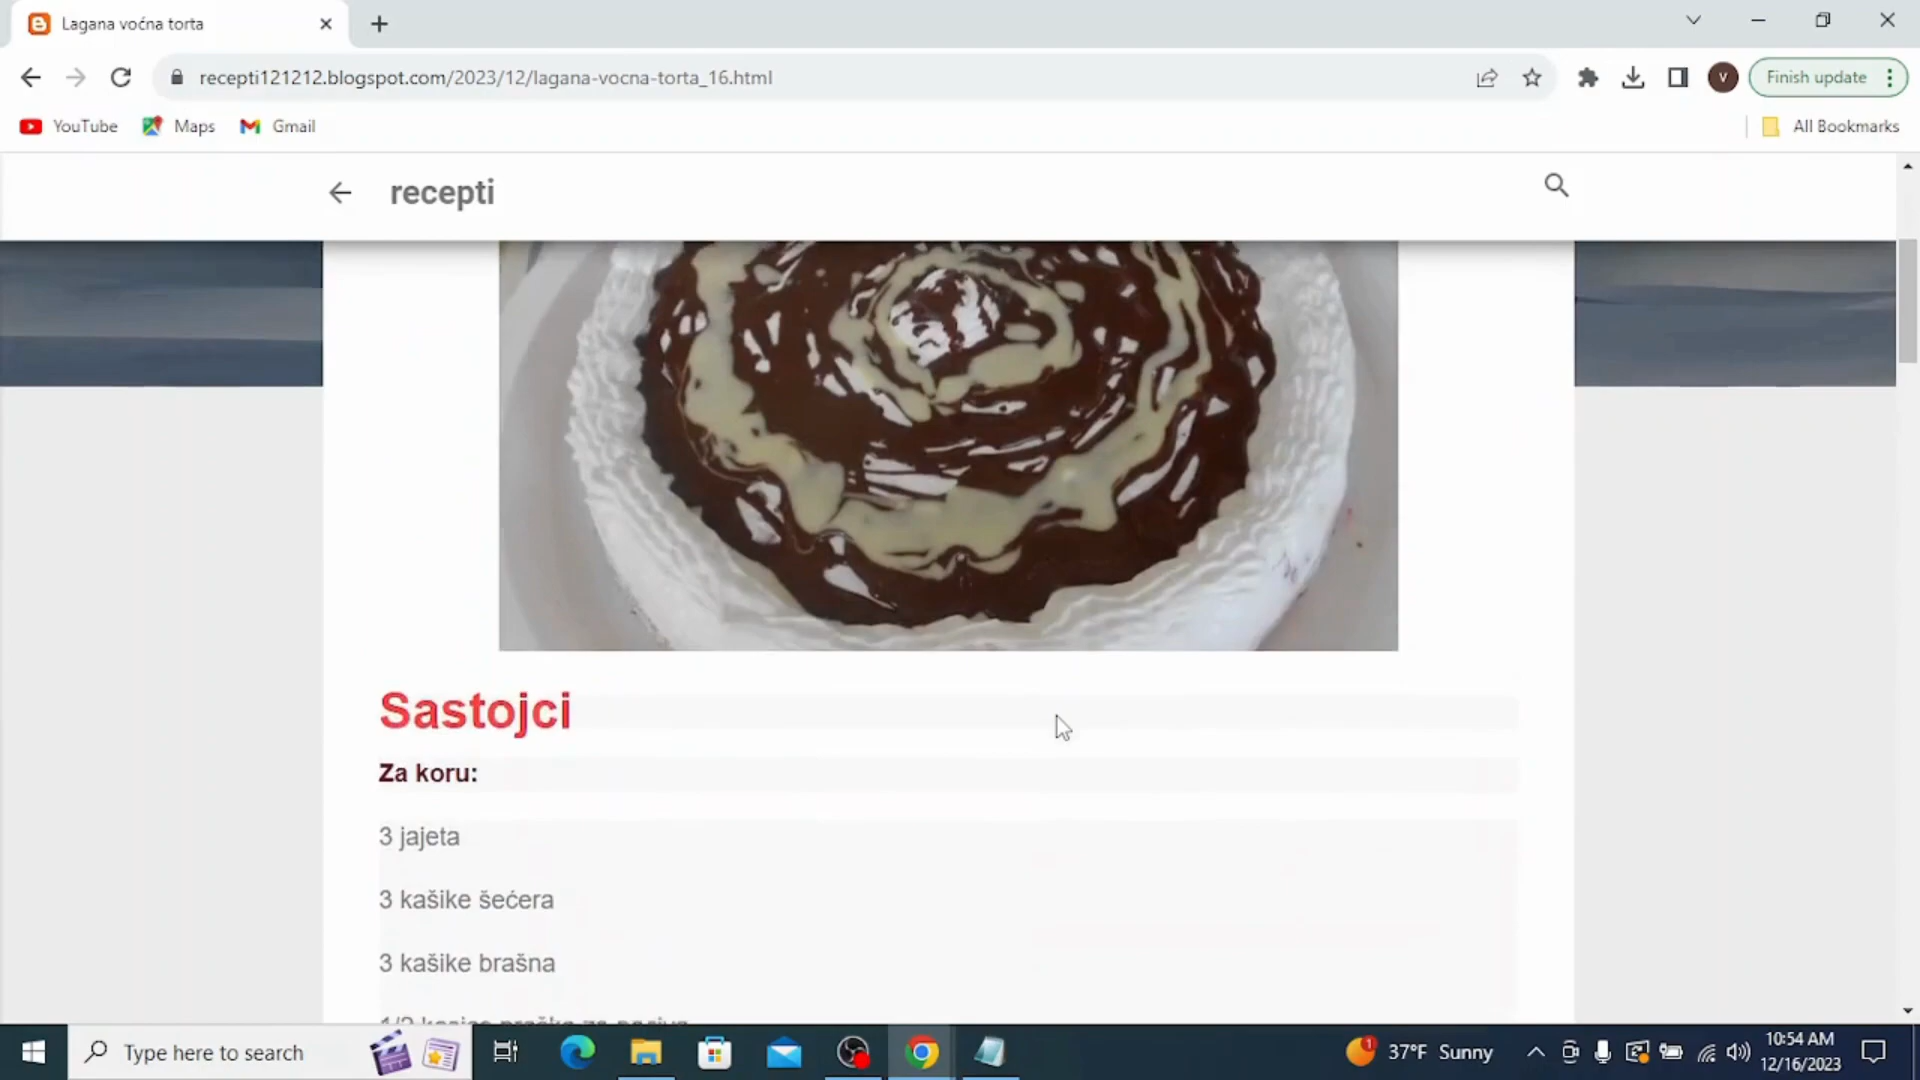 Lagana voćna torta
recepti121212.blogspot.com/2023/12/lagana-vocna-torta_16.html
V
Finish update
YouTube
Maps
Gmail
All Bookmarks
recepti
Sastojci
Za koru:
3 jajeta
3 kašike šećera
3 kašike brašna
Type here to search
1
37°F Sunny
10:54 AM
12/16/2023